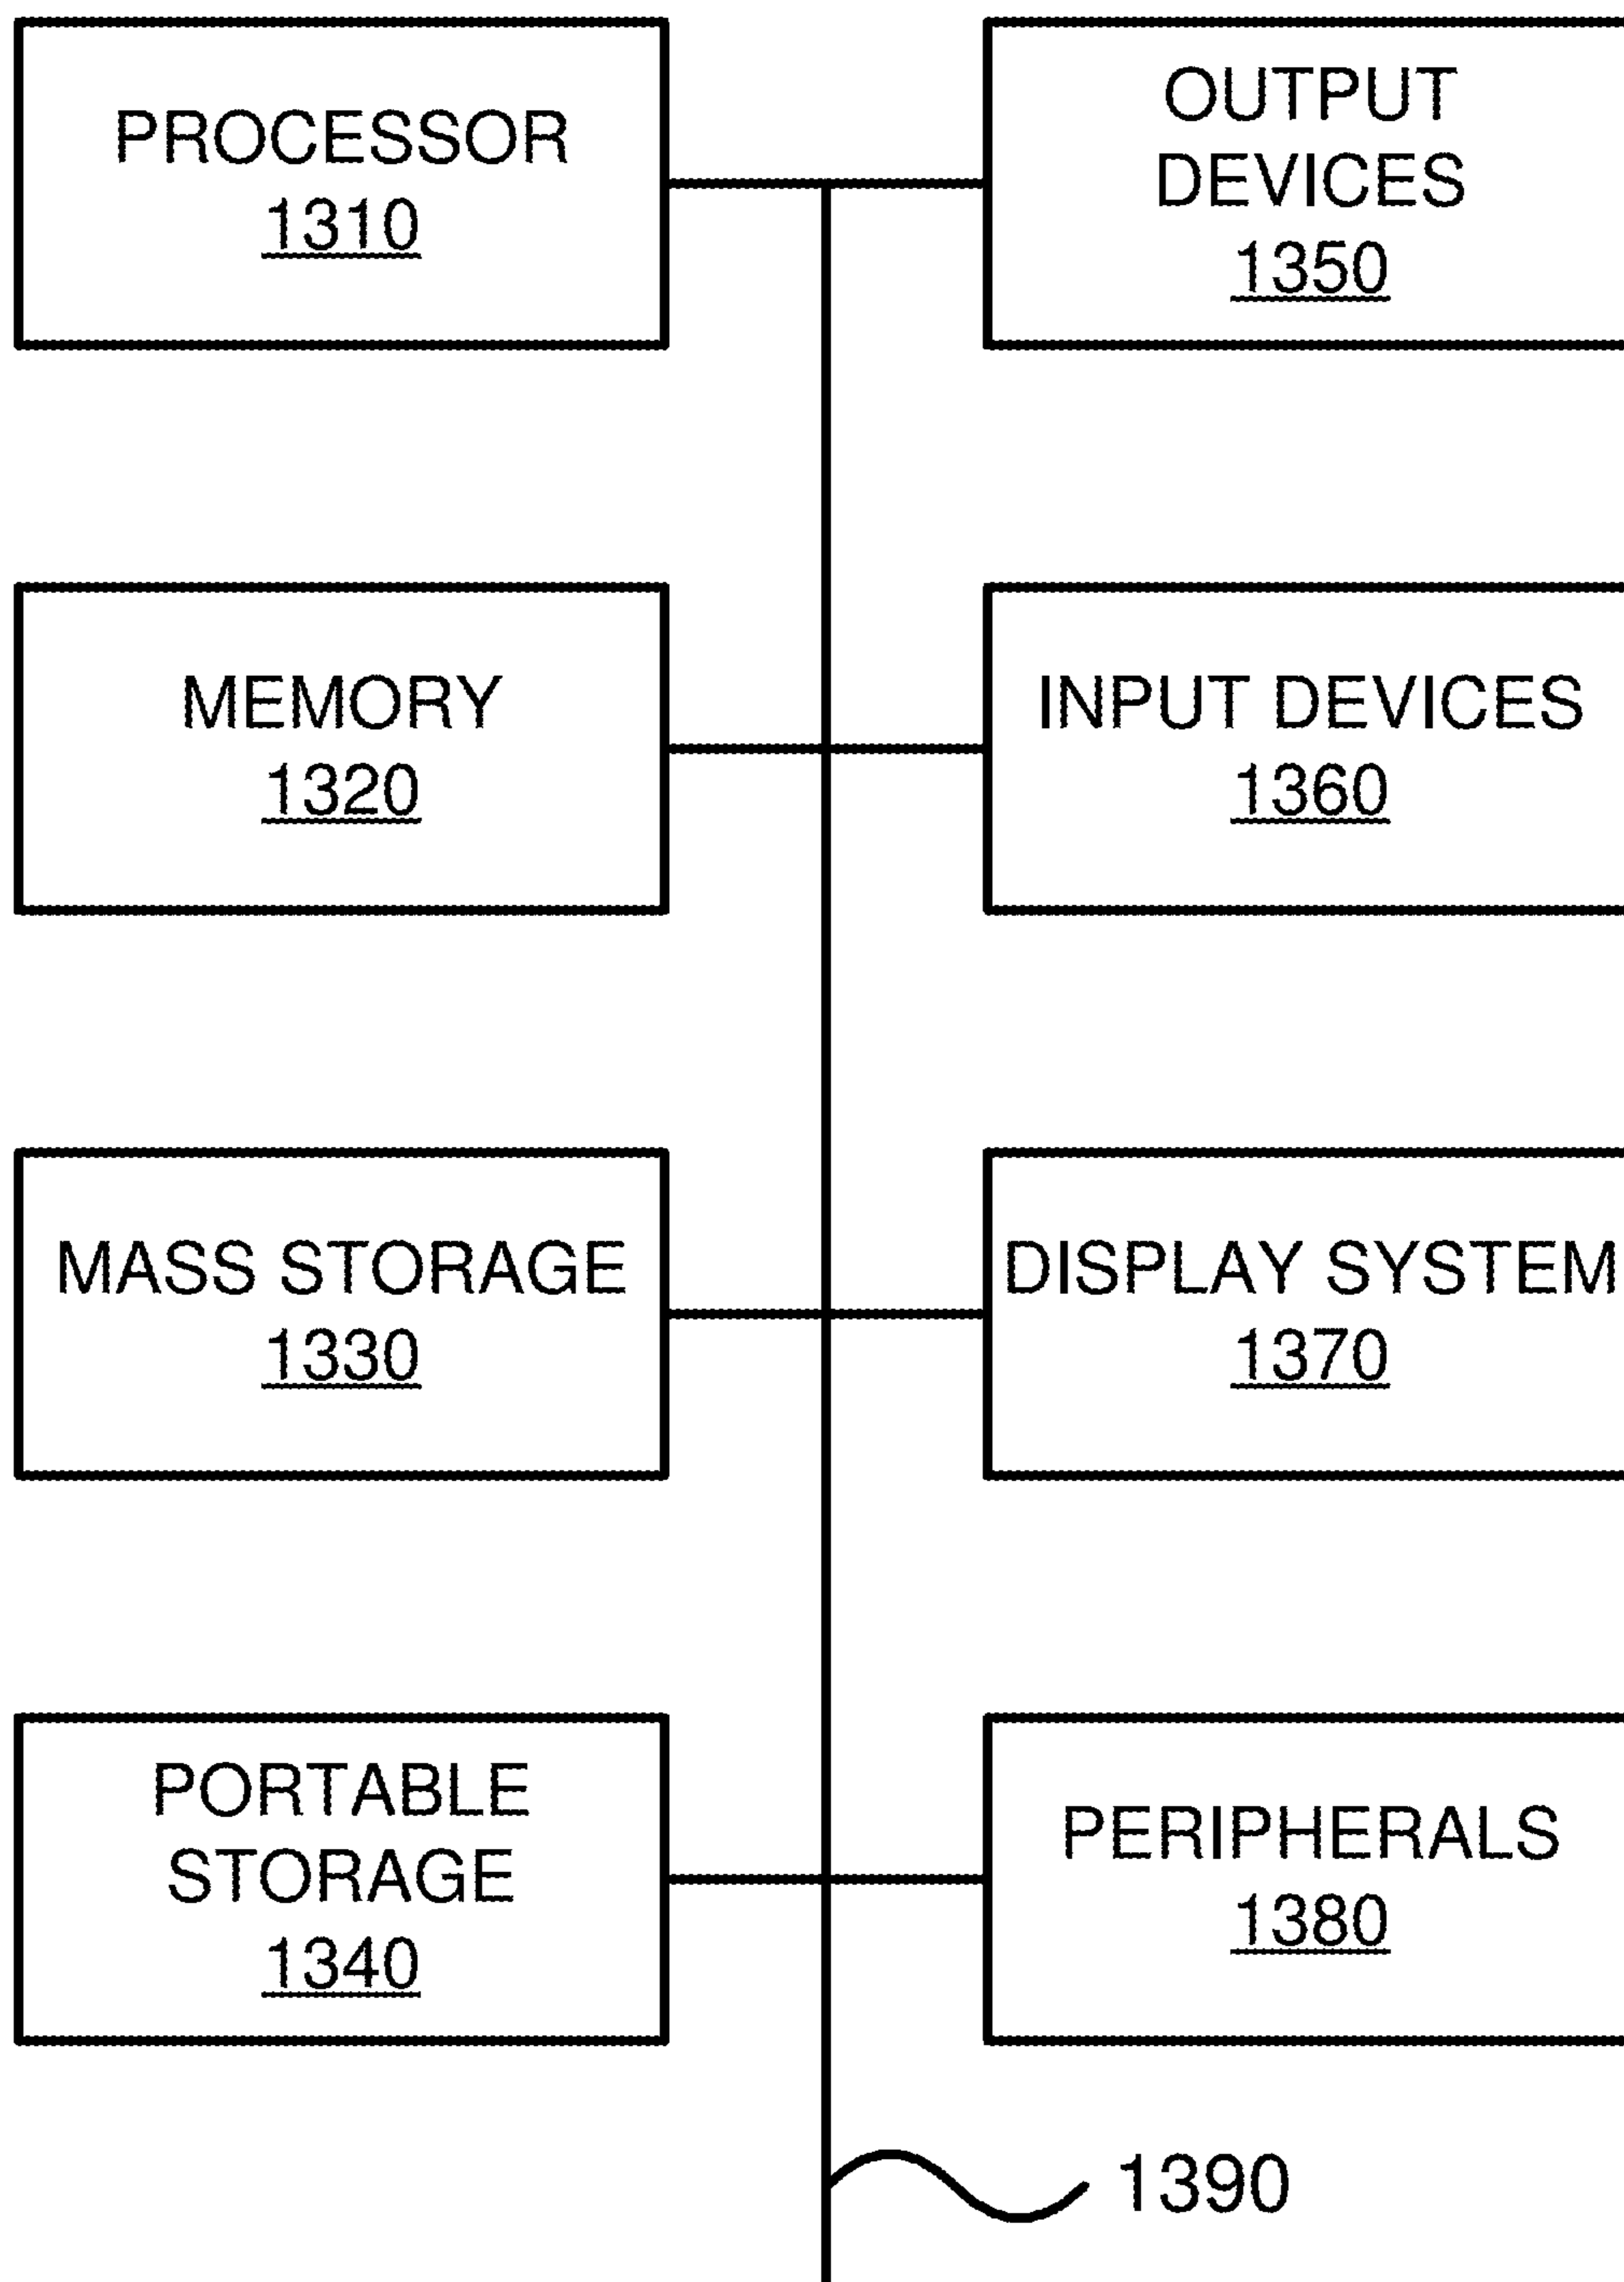 PROCESSOR
1310
OUTPUT
DEVICES
1350
MEMORY
1320
INPUT DEVICES
1360
MASS STORAGE
1330
DISPLAY SYSTEM
1370
PORTABLE
STORAGE
1340
PERIPHERALS
1380
1390